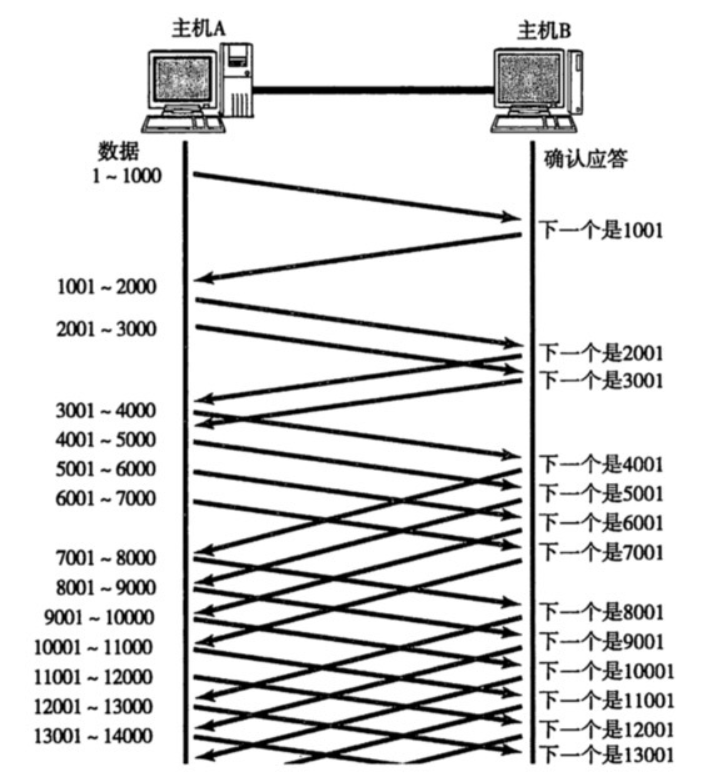 主机A
主机B
数据
确认应答
1~1000
下一个是1001
1001~2000
2001~3000
下一个是2001
下一个是3001
3001~4000
4001~5000
5001~6000
6001~7000
下一个是4001
下一个是5001
下一个是6001
下一个是7001
7001~8000
8001~9000
9001~10000
10001~11000
11001~12000
12001~13000
13001~14000
下一个是8001
下一个是9001
下一个是10001
下一个是11001
下一个是12001
下一个是13001